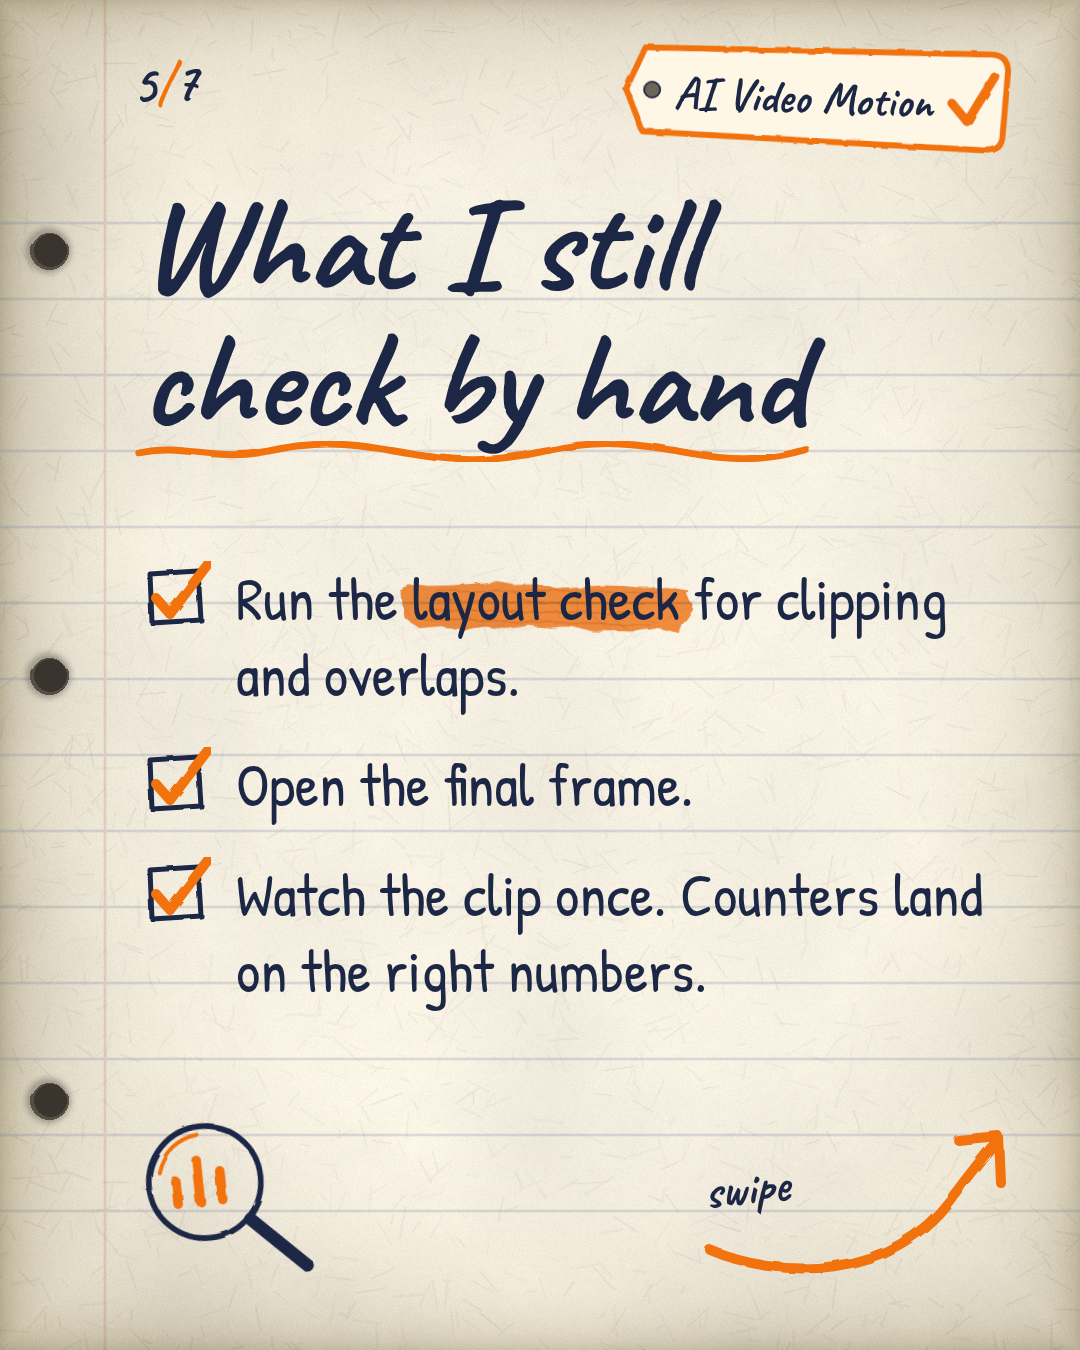 5/7
AI Video Motion
What I still
check by hand
Run the layout check for clipping
and overlaps.
Open the final frame.
Watch the clip once. Counters land
on the right numbers.
swipe